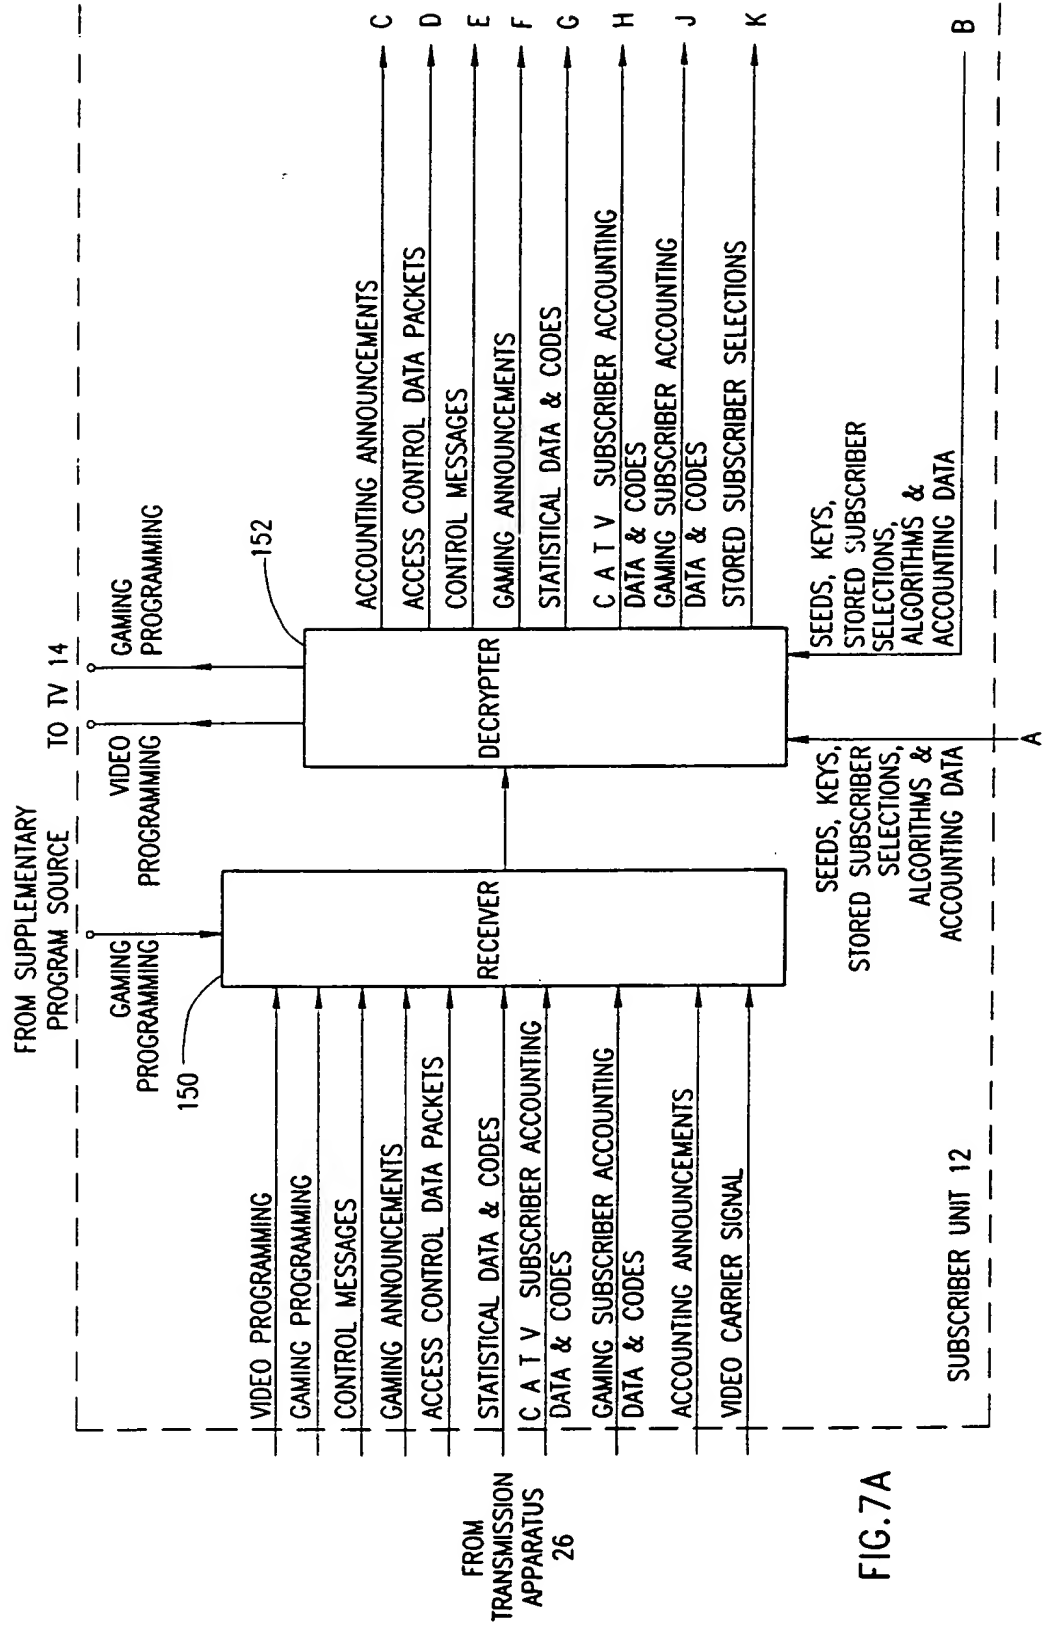 FROM SUPPLEMENTARY
PROGRAM SOURCE
TO TV 14
GAMING
PROGRAMMING
VIDEO
PROGRAMMING
GAMING
PROGRAMMING
150
152
FROM
TRANSMISSION
APPARATUS
26
VIDEO PROGRAMMING
GAMING PROGRAMMING
CONTROL MESSAGES
GAMING ANNOUNCEMENTS
ACCESS CONTROL DATA PACKETS
STATISTICAL DATA & CODES
C A T V SUBSCRIBER ACCOUNTING
DATA & CODES
GAMING SUBSCRIBER ACCOUNTING
DATA & CODES
ACCOUNTING ANNOUNCEMENTS
VIDEO CARRIER SIGNAL
RECEIVER
DECRYPTER
ACCOUNTING ANNOUNCEMENTS
C
ACCESS CONTROL DATA PACKETS
D
CONTROL MESSAGES
E
GAMING ANNOUNCEMENTS
F
STATISTICAL DATA & CODES
G
C A T V SUBSCRIBER ACCOUNTING
DATA & CODES
H
GAMING SUBSCRIBER ACCOUNTING
DATA & CODES
J
STORED SUBSCRIBER SELECTIONS
K
SEEDS, KEYS,
STORED SUBSCRIBER
SELECTIONS,
ALGORITHMS &
ACCOUNTING DATA
A
SEEDS, KEYS,
STORED SUBSCRIBER
SELECTIONS,
ALGORITHMS &
ACCOUNTING DATA
B
SUBSCRIBER UNIT 12
FIG.7A